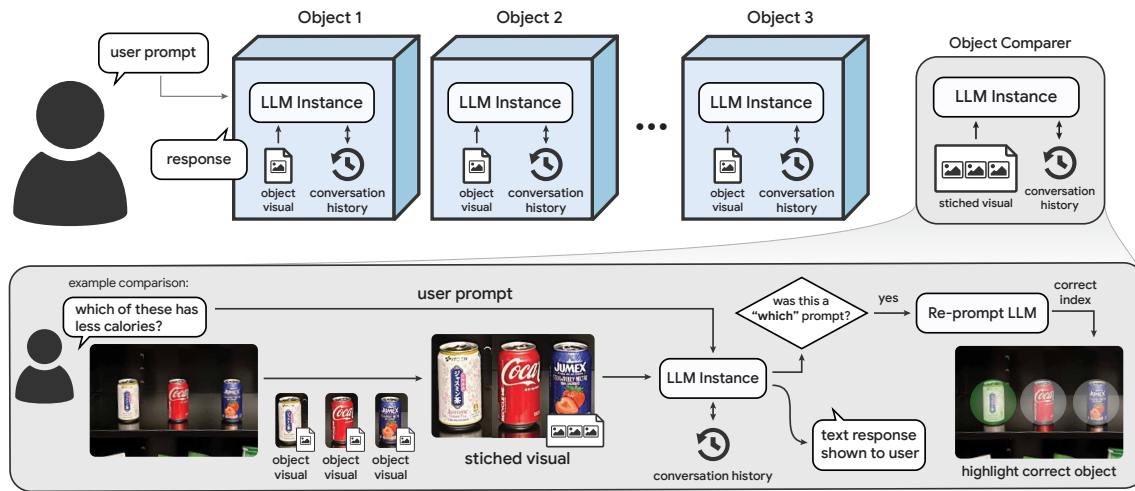 Object 1
Object 2
Object 3
Object Comparer
user prompt
response
LLM Instance
object
visual
conversation
history
LLM Instance
object
visual
conversation
history
•••
LLM Instance
object
visual
conversation
history
LLM Instance
stiched visual
conversation
history
example comparison:
which of these has
less calories?
user prompt
was this a
“which” prompt?
yes
Re-prompt LLM
correct
index
object
visual
object
visual
object
visual
Coca
JUMEX
stiched visual
LLM Instance
conversation history
text response
shown to user
highlight correct object